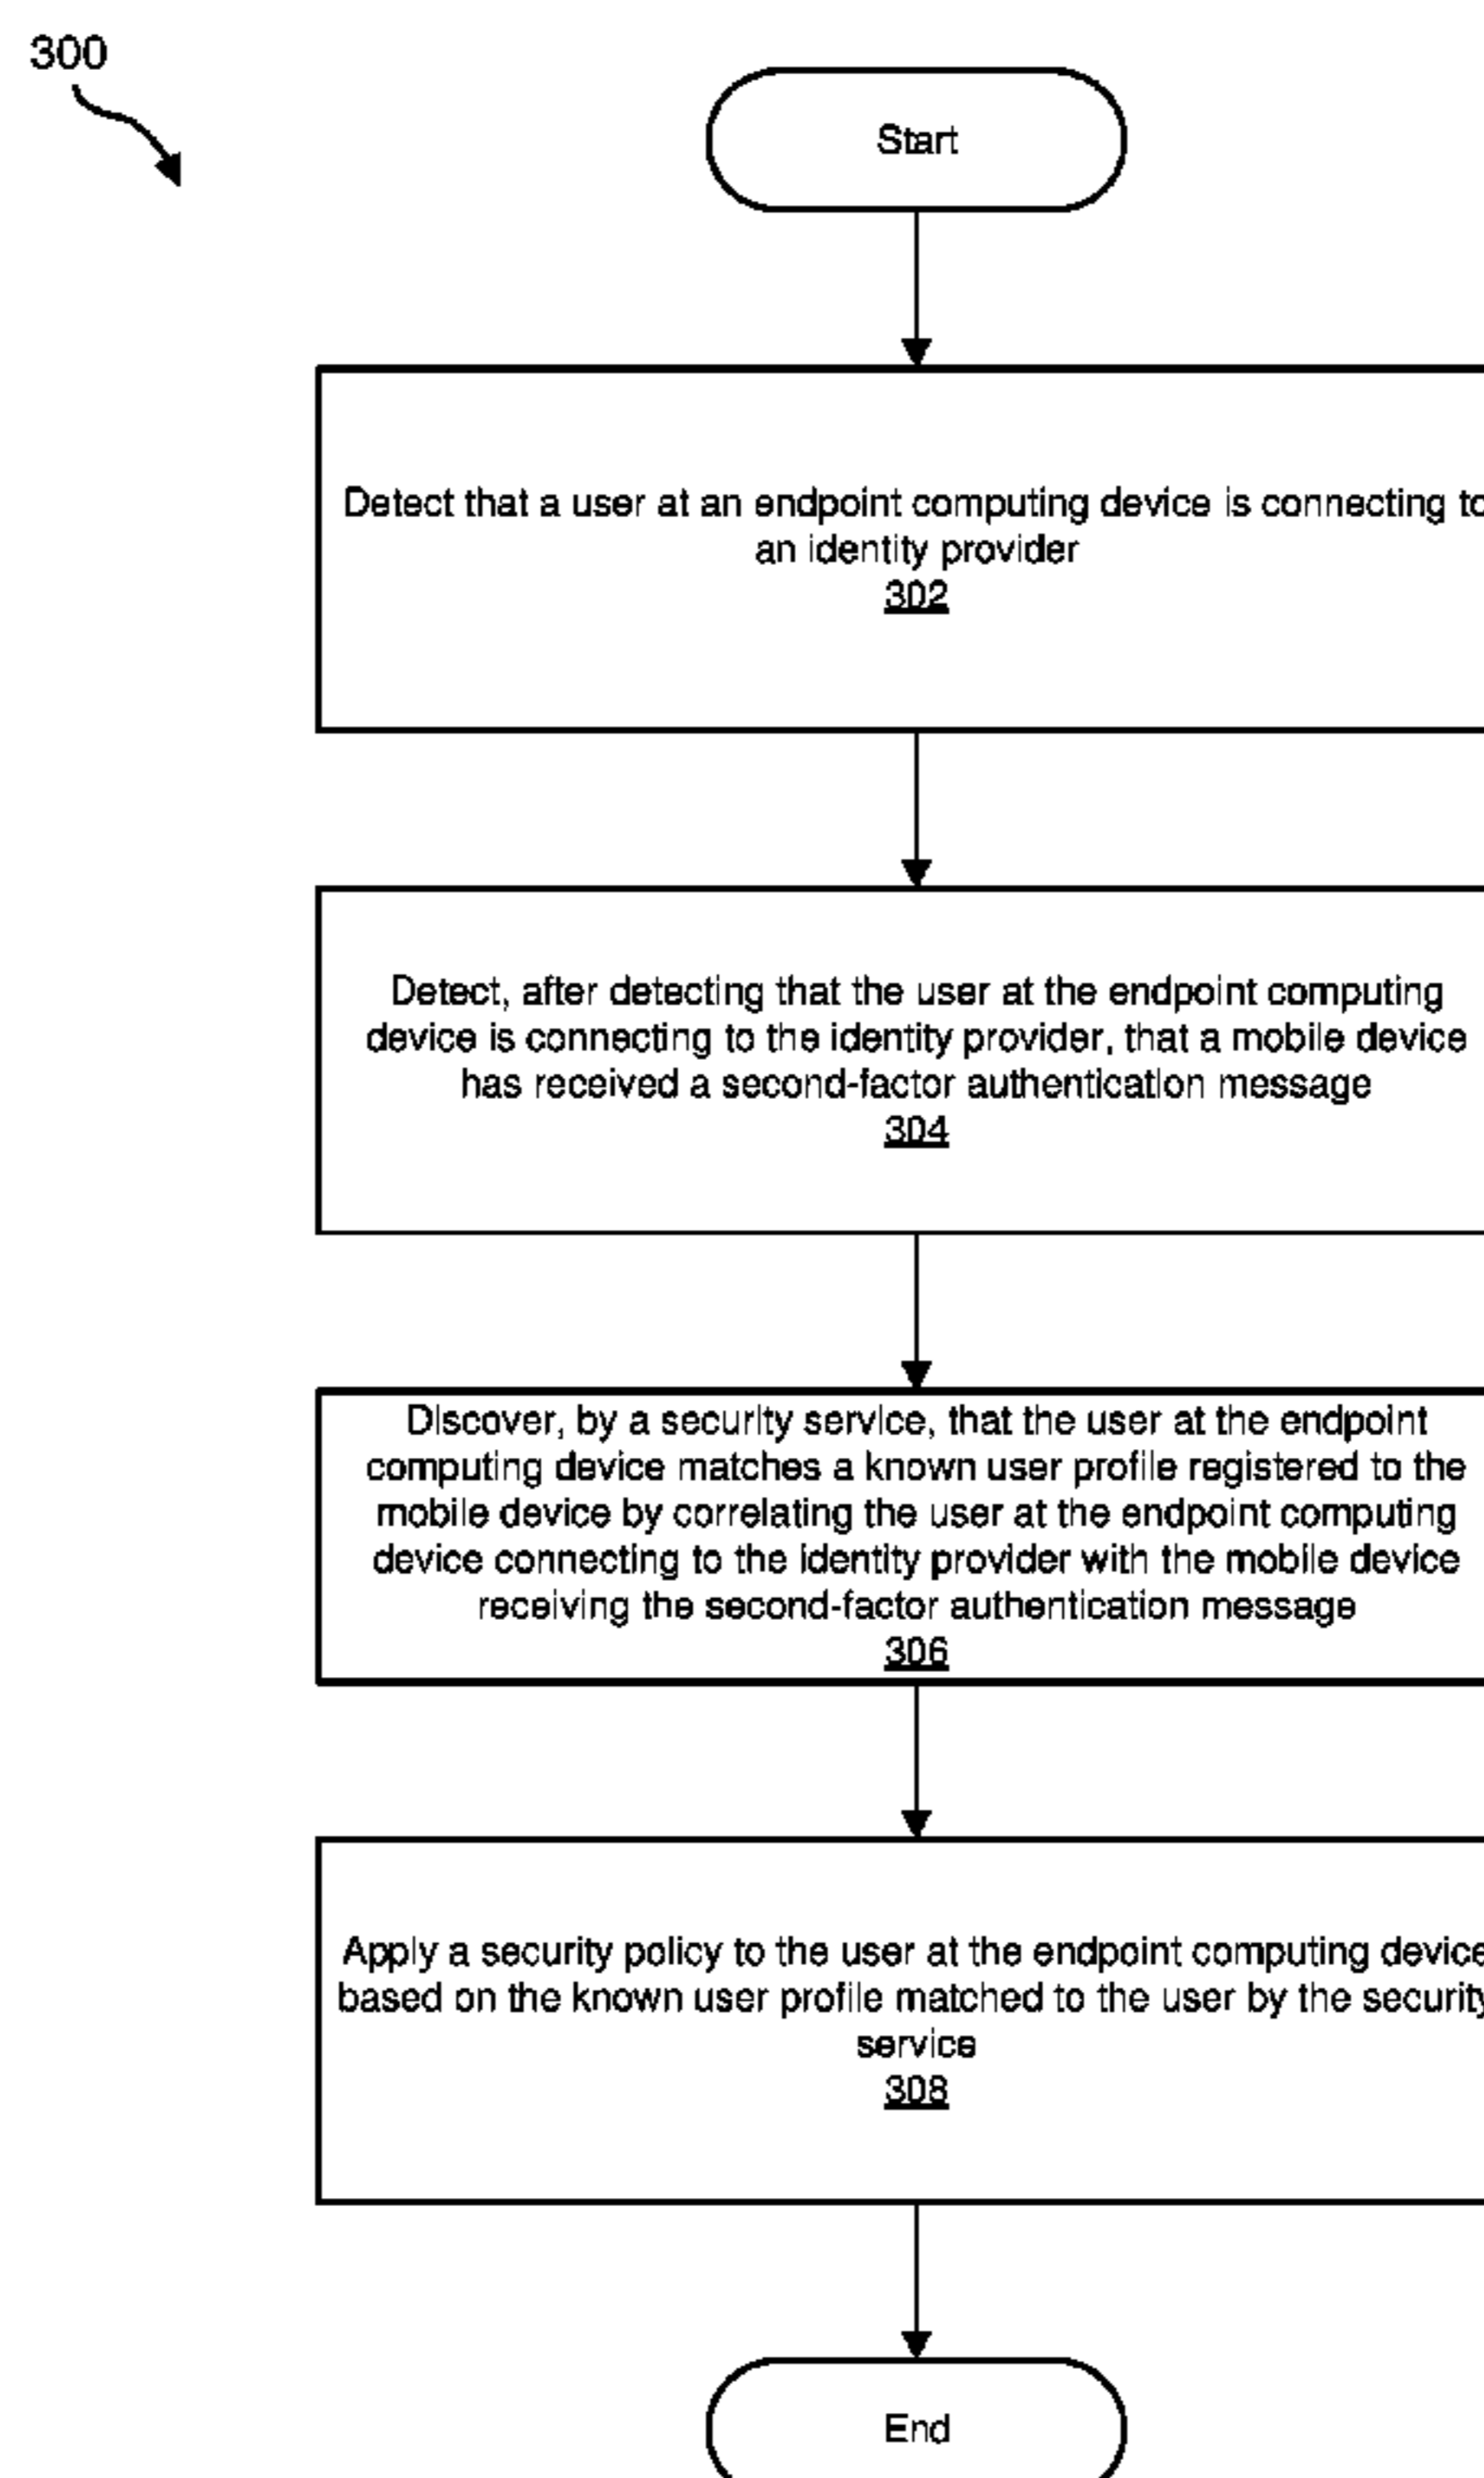 300
Start
Detect that a user at an endpoint computing device is connecting to
an identity provider
302
Detect, after detecting that the user at the endpoint computing
device is connecting to the identity provider, that a mobile device
has received a second-factor authentication message
304
Discover, by a security service, that the user at the endpoint
computing device matches a known user profile registered to the
mobile device by correlating the user at the endpoint computing
device connecting to the identity provider with the mobile device
receiving the second-factor authentication message
306
Apply a security policy to the user at the endpoint computing device
based on the known user profile matched to the user by the security
service
308
End